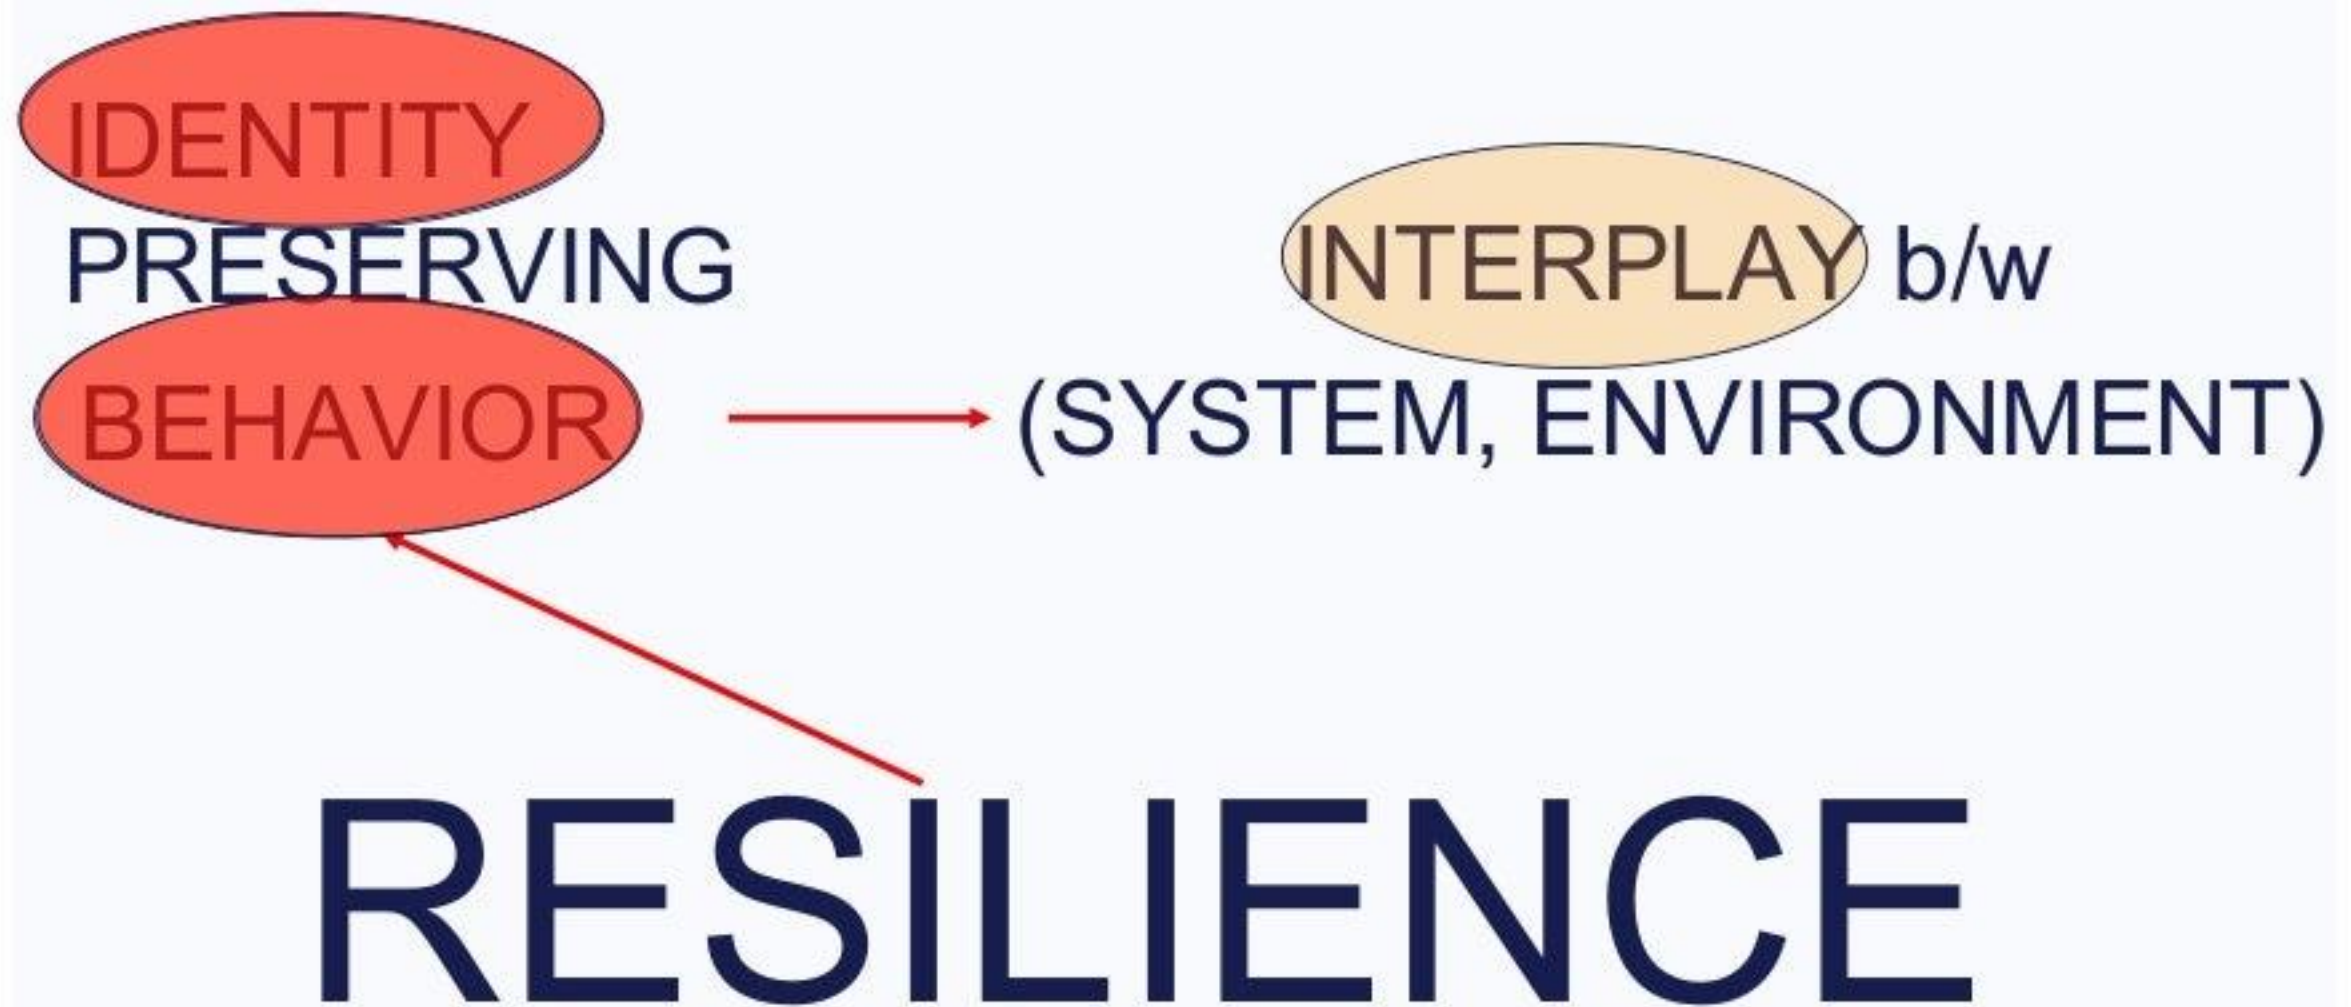 IDENTITY
PRESERVING
BEHAVIOR
INTERPLAY b/w
(SYSTEM, ENVIRONMENT)
RESILIENCE